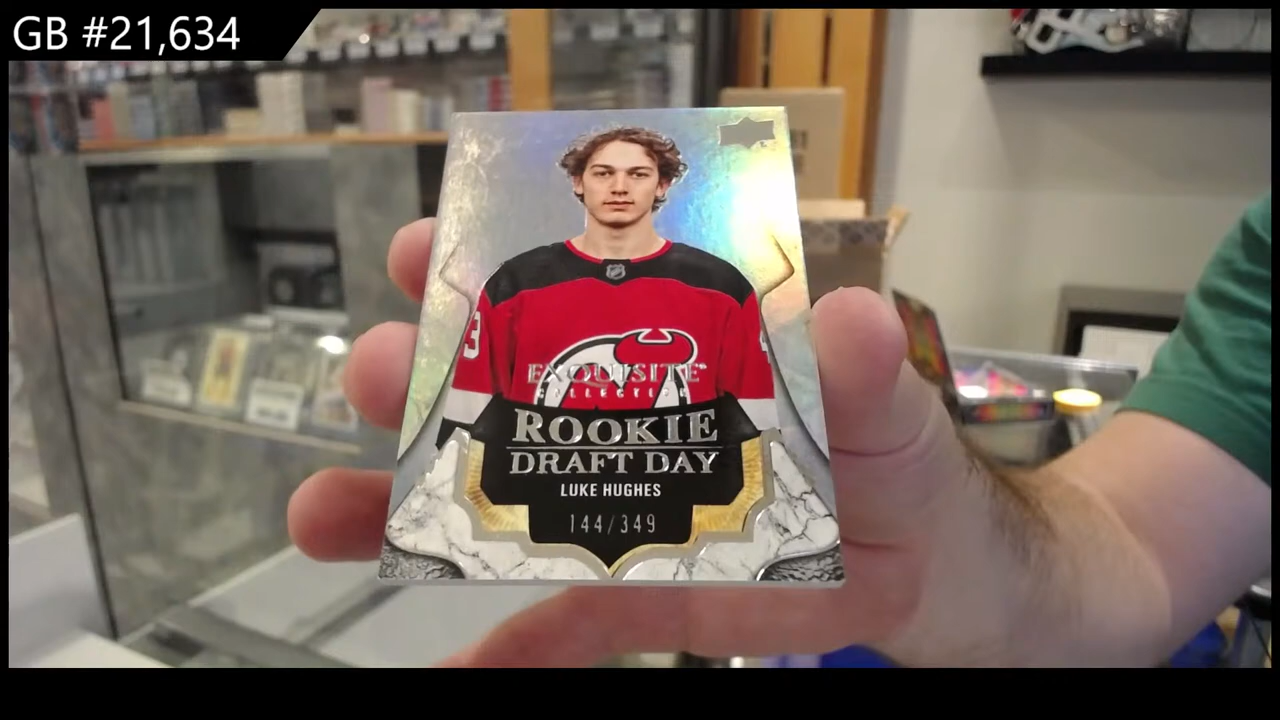 GB #21,634
EXQUISITE
COLLECTION
ROOKIE
DRAFT DAY
LUKE HUGHES
144/349